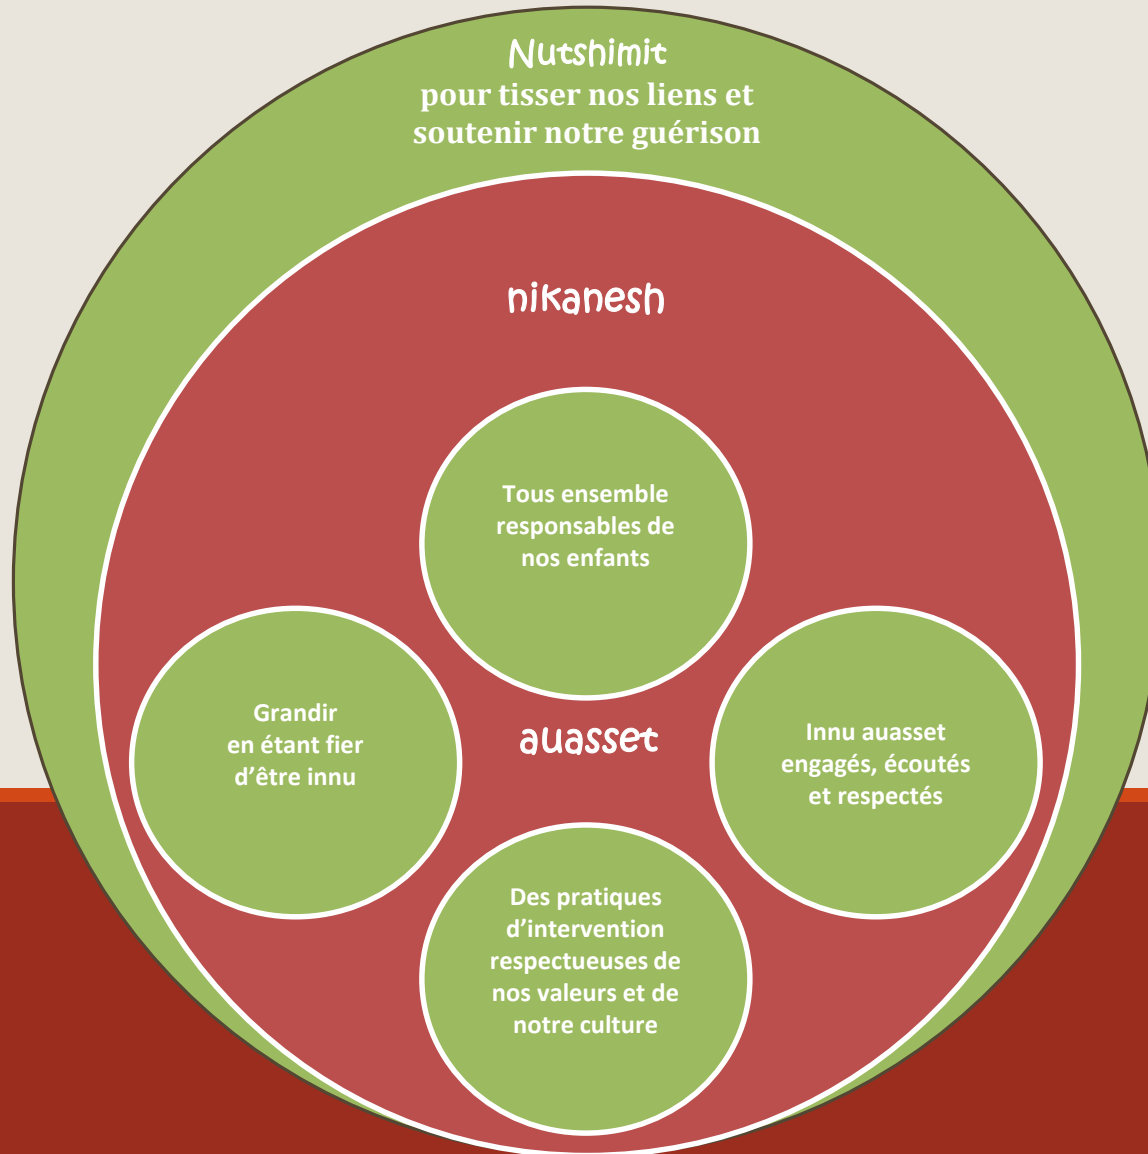 Nutshimit
pour tisser nos liens et
soutenir notre guérison
nikanesh
Tous ensemble
responsables de
nos enfants
Grandir
en étant fier
d’être innu
auasset
Innu auasset
engagés, écoutés
et respectés
Des pratiques
d’intervention
respectueuses de
nos valeurs et de
notre culture